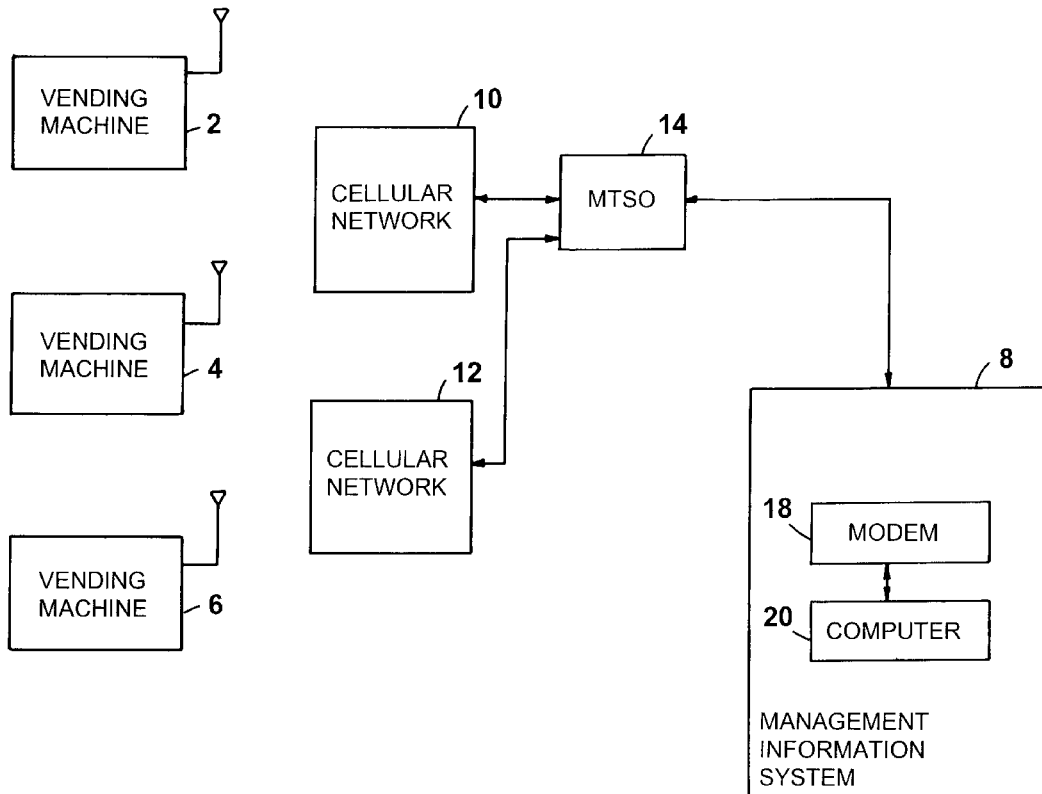 VENDING
MACHINE
2
10
CELLULAR
NETWORK
14
MTSO
VENDING
MACHINE
4
12
CELLULAR
NETWORK
8
VENDING
MACHINE
6
18
MODEM
20
COMPUTER
MANAGEMENT
INFORMATION
SYSTEM